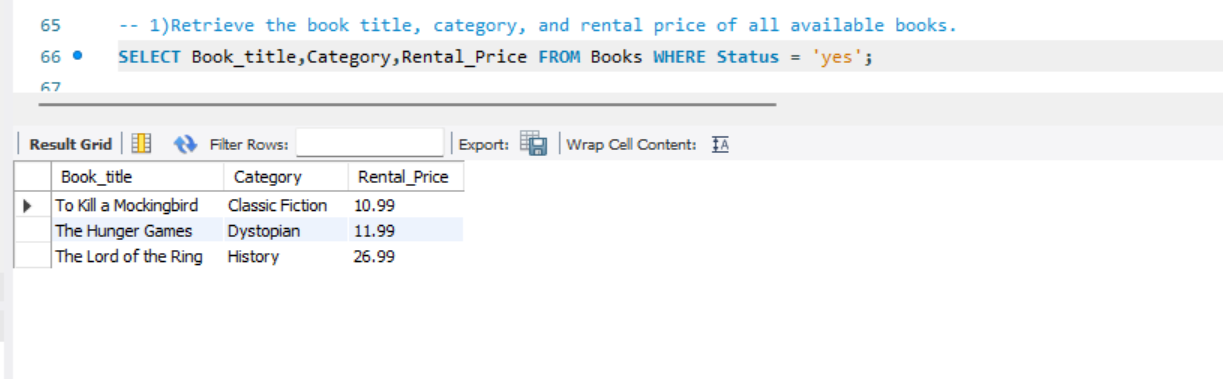 65 -- 1)Retrieve the book title, category, and rental price of all available books.
66 SELECT Book_title,Category,Rental_Price FROM Books WHERE Status = 'yes';
67
Result Grid Filter Rows: Export: Wrap Cell Content: IA
Book_title Category Rental_Price
To Kill a Mockingbird Classic Fiction 10.99
The Hunger Games Dystopian 11.99
The Lord of the Ring History 26.99